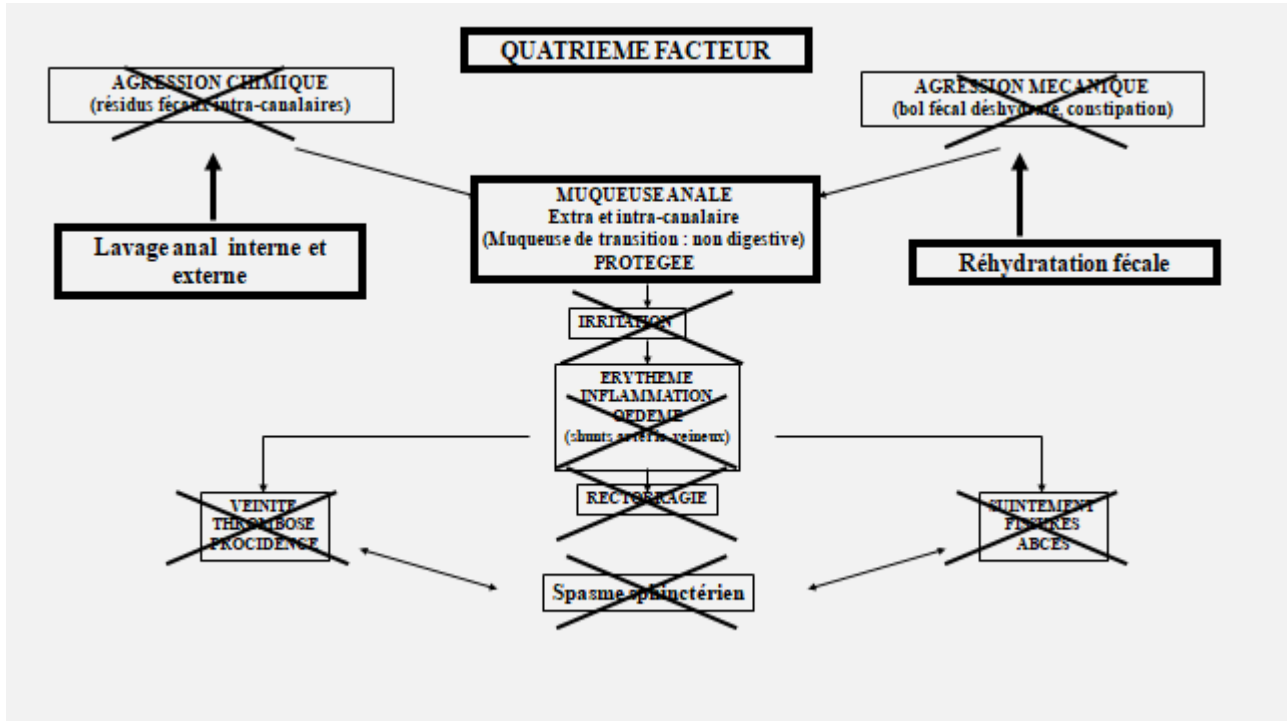 QUATRIEME FACTEUR
AGRESSION CHIMIQUE
(résidus fécaux intra-canalaires)
AGRESSION MECANIQUE
(bol fécal déshydraté, constipation)
MUQUEUSE ANALE
Extra et intra-canalaire
(Muqueuse de transition : non digestive)
PROTEGEE
Lavage anal interne et
externe
Réhydratation fécale
IRRITATION
ERYTHEME
INFLAMMATION
OEDEME
(shunts artério-veineux)
VEINITE
THROMBOSE
PROCIDENCE
RECTORRAGIE
SUINTEMENT
FISSURES
ABCES
Spasme sphinctérien